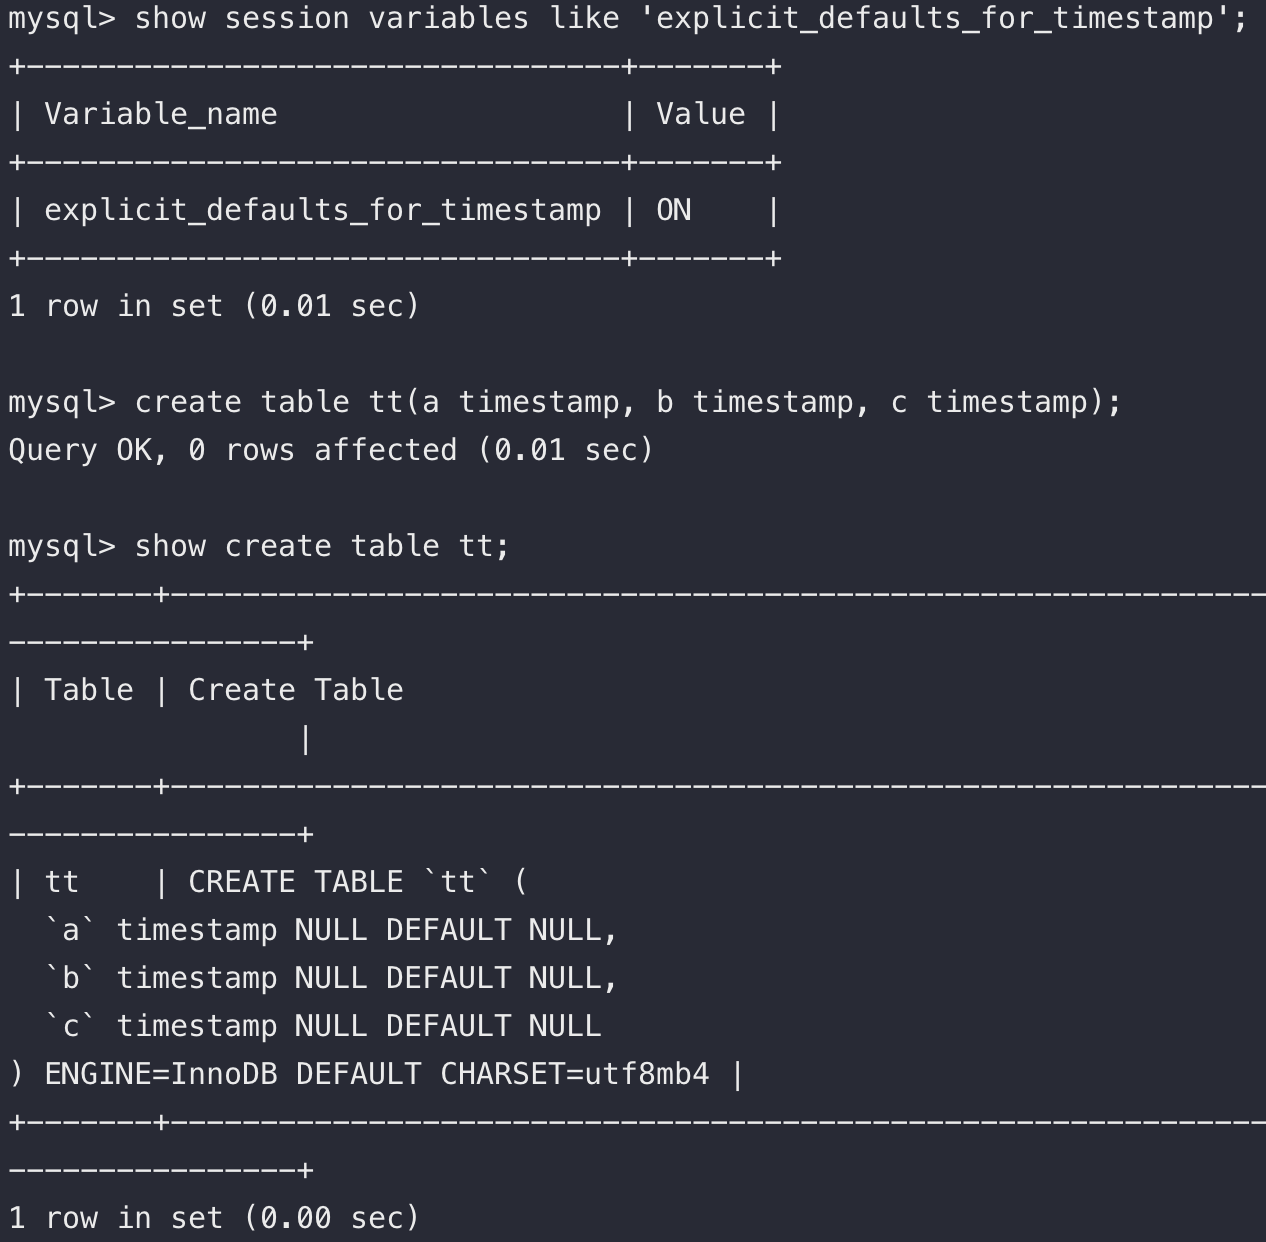 mysql> show session variables like 'explicit_defaults_for_timestamp';
+---------------------------------+-------+
| Variable_name                   | Value |
+---------------------------------+-------+
| explicit_defaults_for_timestamp | ON    |
+---------------------------------+-------+
1 row in set (0.01 sec)

mysql> create table tt(a timestamp, b timestamp, c timestamp);
Query OK, 0 rows affected (0.01 sec)

mysql> show create table tt;
+-------+-------------------------------------------------------------
----------------+
| Table | Create Table
                |
+-------+-------------------------------------------------------------
----------------+
| tt    | CREATE TABLE `tt` (
  `a` timestamp NULL DEFAULT NULL,
  `b` timestamp NULL DEFAULT NULL,
  `c` timestamp NULL DEFAULT NULL
) ENGINE=InnoDB DEFAULT CHARSET=utf8mb4 |
+-------+-------------------------------------------------------------
----------------+
1 row in set (0.00 sec)